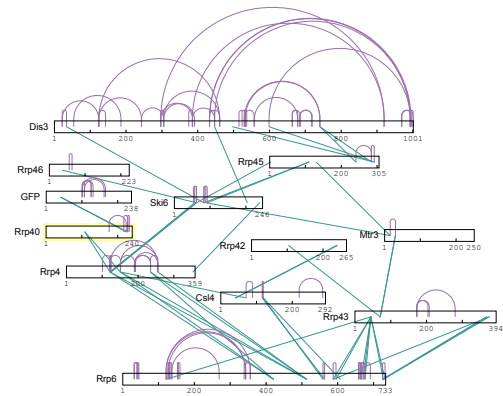 Dis3
1 200 400 600 800 1001
Rrp46
1 223
Rrp45
1 200 305
GFP
1 238
Ski6
1 246
Rrp40
1 240
Mtr3
1 200 250
Rrp42
1 200 265
Rrp4
1 200 359
Csl4
1 200 292
Rrp43
1 200 394
Rrp6
1 200 400 600 733